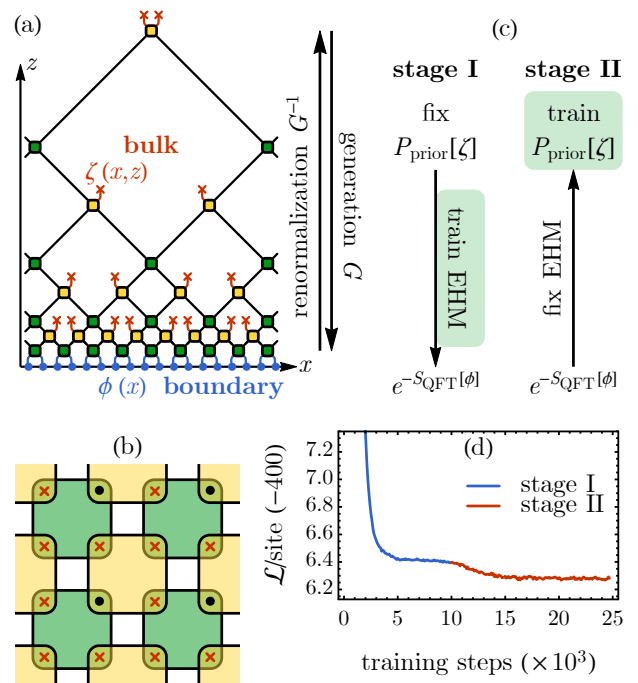 (a)
z
bulk
ζ(x,z)
renormalization G⁻¹
generation G
ϕ(x) boundary
x
(c)
stage I
stage II
fix
P_prior[ζ]
train
P_prior[ζ]
train EHM
fix EHM
e^{-S_QFT[ϕ]}
e^{-S_QFT[ϕ]}
(b)
(d)
ℒ/site (−400)
7.2
7.0
6.8
6.6
6.4
6.2
stage I
stage II
0 5 10 15 20 25
training steps (×10³)